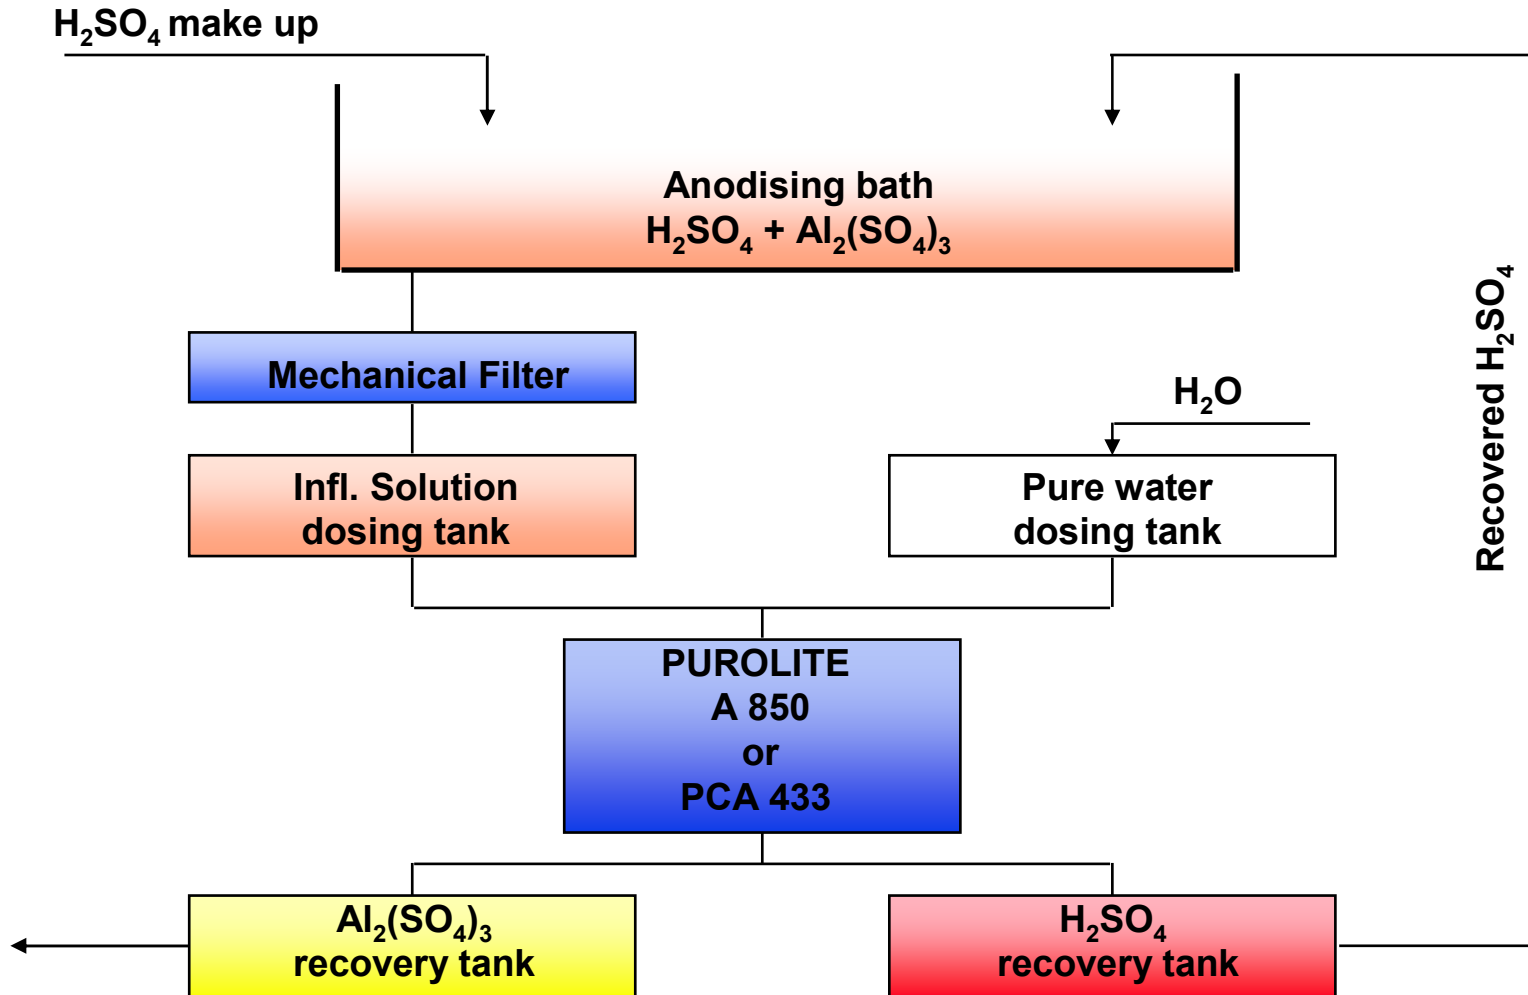 H₂SO₄ make up
Anodising bath
H₂SO₄ + Al₂(SO₄)₃
Mechanical Filter
H₂O
Infl. Solution
dosing tank
Pure water
dosing tank
Recovered H₂SO₄
PUROLITE
A 850
or
PCA 433
Al₂(SO₄)₃
recovery tank
H₂SO₄
recovery tank